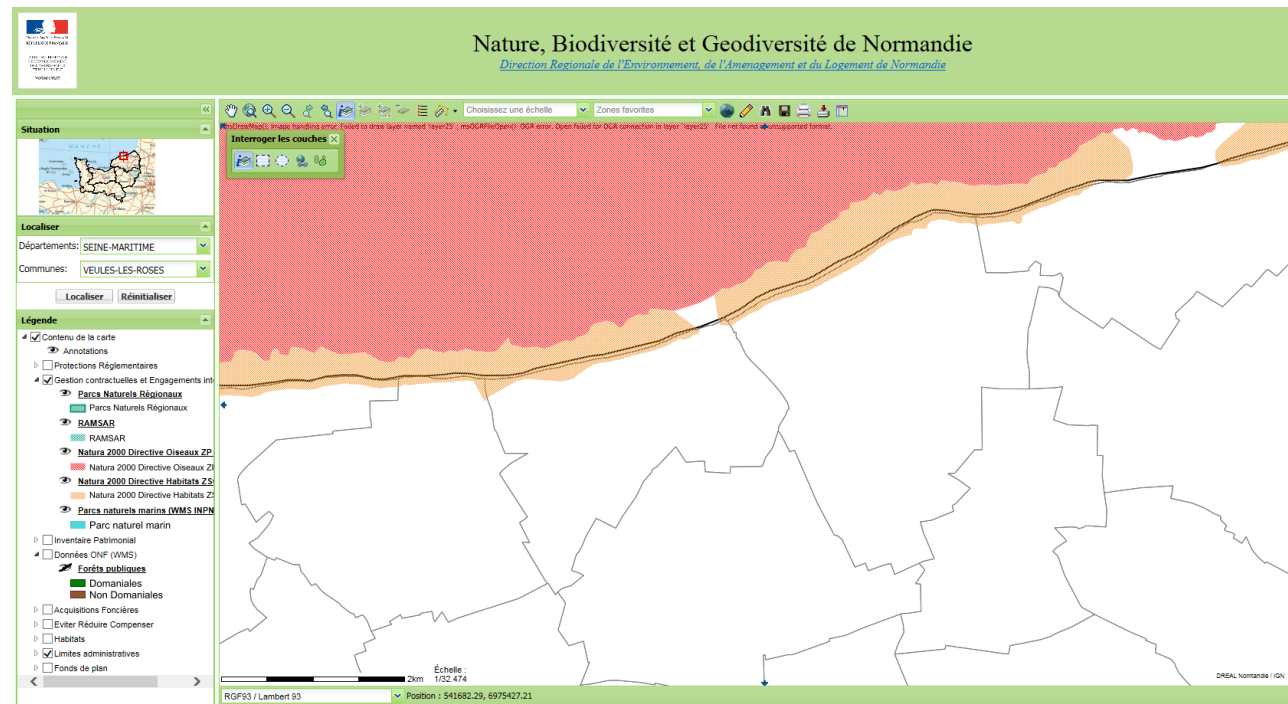 Nature, Biodiversité et Geodiversité de Normandie
Direction Regionale de l'Environnement, de l'Amenagement et du Logement de Normandie
Choisissez une échelle
Zones favorites
msDrawMap(): Image handling error. Failed to draw layer named 'layer25'.; msOGRFileOpen(): OGR error. Open failed for OGR connection in layer 'layer25'. File not found or unsupported format.
Situation
Interroger les couches
MANCHE
Localiser
Départements: SEINE-MARITIME
Communes: VEULES-LES-ROSES
Localiser Réinitialiser
Légende
Contenu de la carte
Annotations
Protections Réglementaires
Gestion contractuelles et Engagements int
Parcs Naturels Régionaux
Parcs Naturels Régionaux
RAMSAR
RAMSAR
Natura 2000 Directive Oiseaux ZP
Natura 2000 Directive Oiseaux ZP
Natura 2000 Directive Habitats ZS
Natura 2000 Directive Habitats ZS
Parcs naturels marins (WMS INPN
Parc naturel marin
Inventaire Patrimonial
Données ONF (WMS)
Forêts publiques
Domaniales
Non Domaniales
Acquisitions Foncières
Eviter Réduire Compenser
Habitats
Limites administratives
Fonds de plan
2km
Échelle :
1/32.474
DREAL Normandie / IGN
RGF93 / Lambert 93
Position : 541682.29, 6975427.21